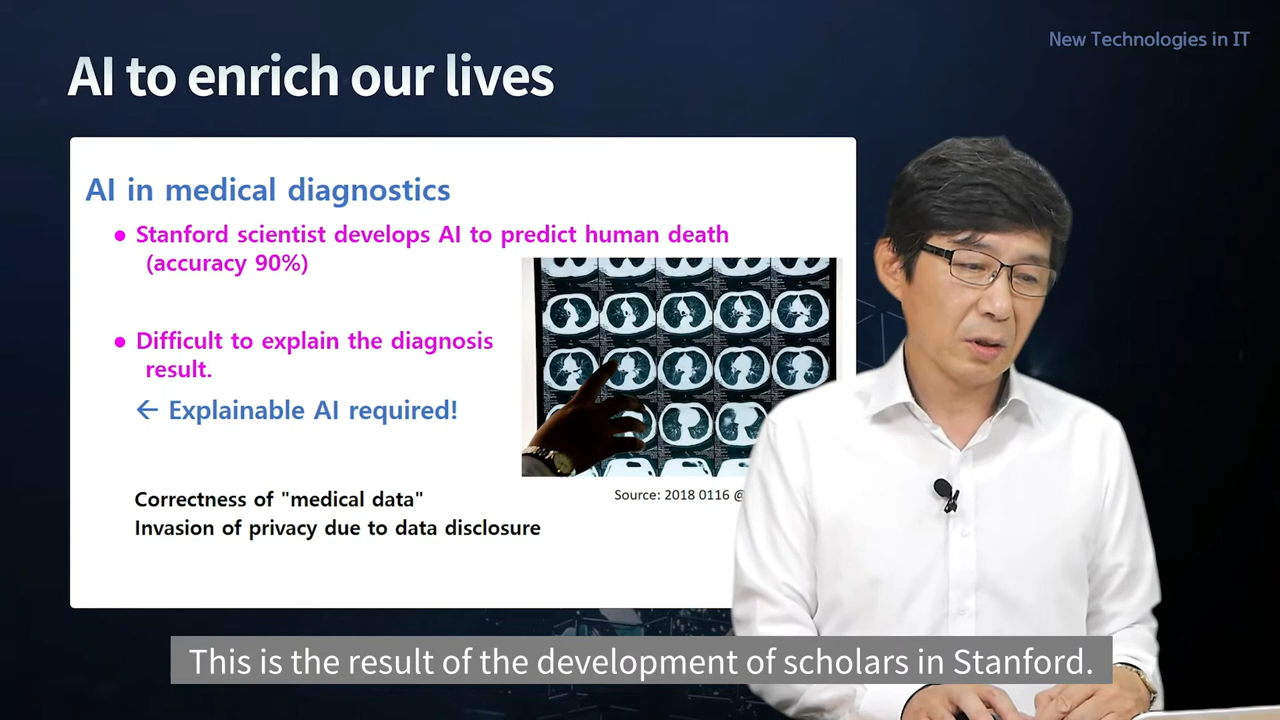 New Technologies in IT
AI to enrich our lives
AI in medical diagnostics
● Stanford scientist develops AI to predict human death
(accuracy 90%)
● Difficult to explain the diagnosis
result.
← Explainable AI required!
Correctness of "medical data"
Source: 2018 0116 @
Invasion of privacy due to data disclosure
This is the result of the development of scholars in Stanford.